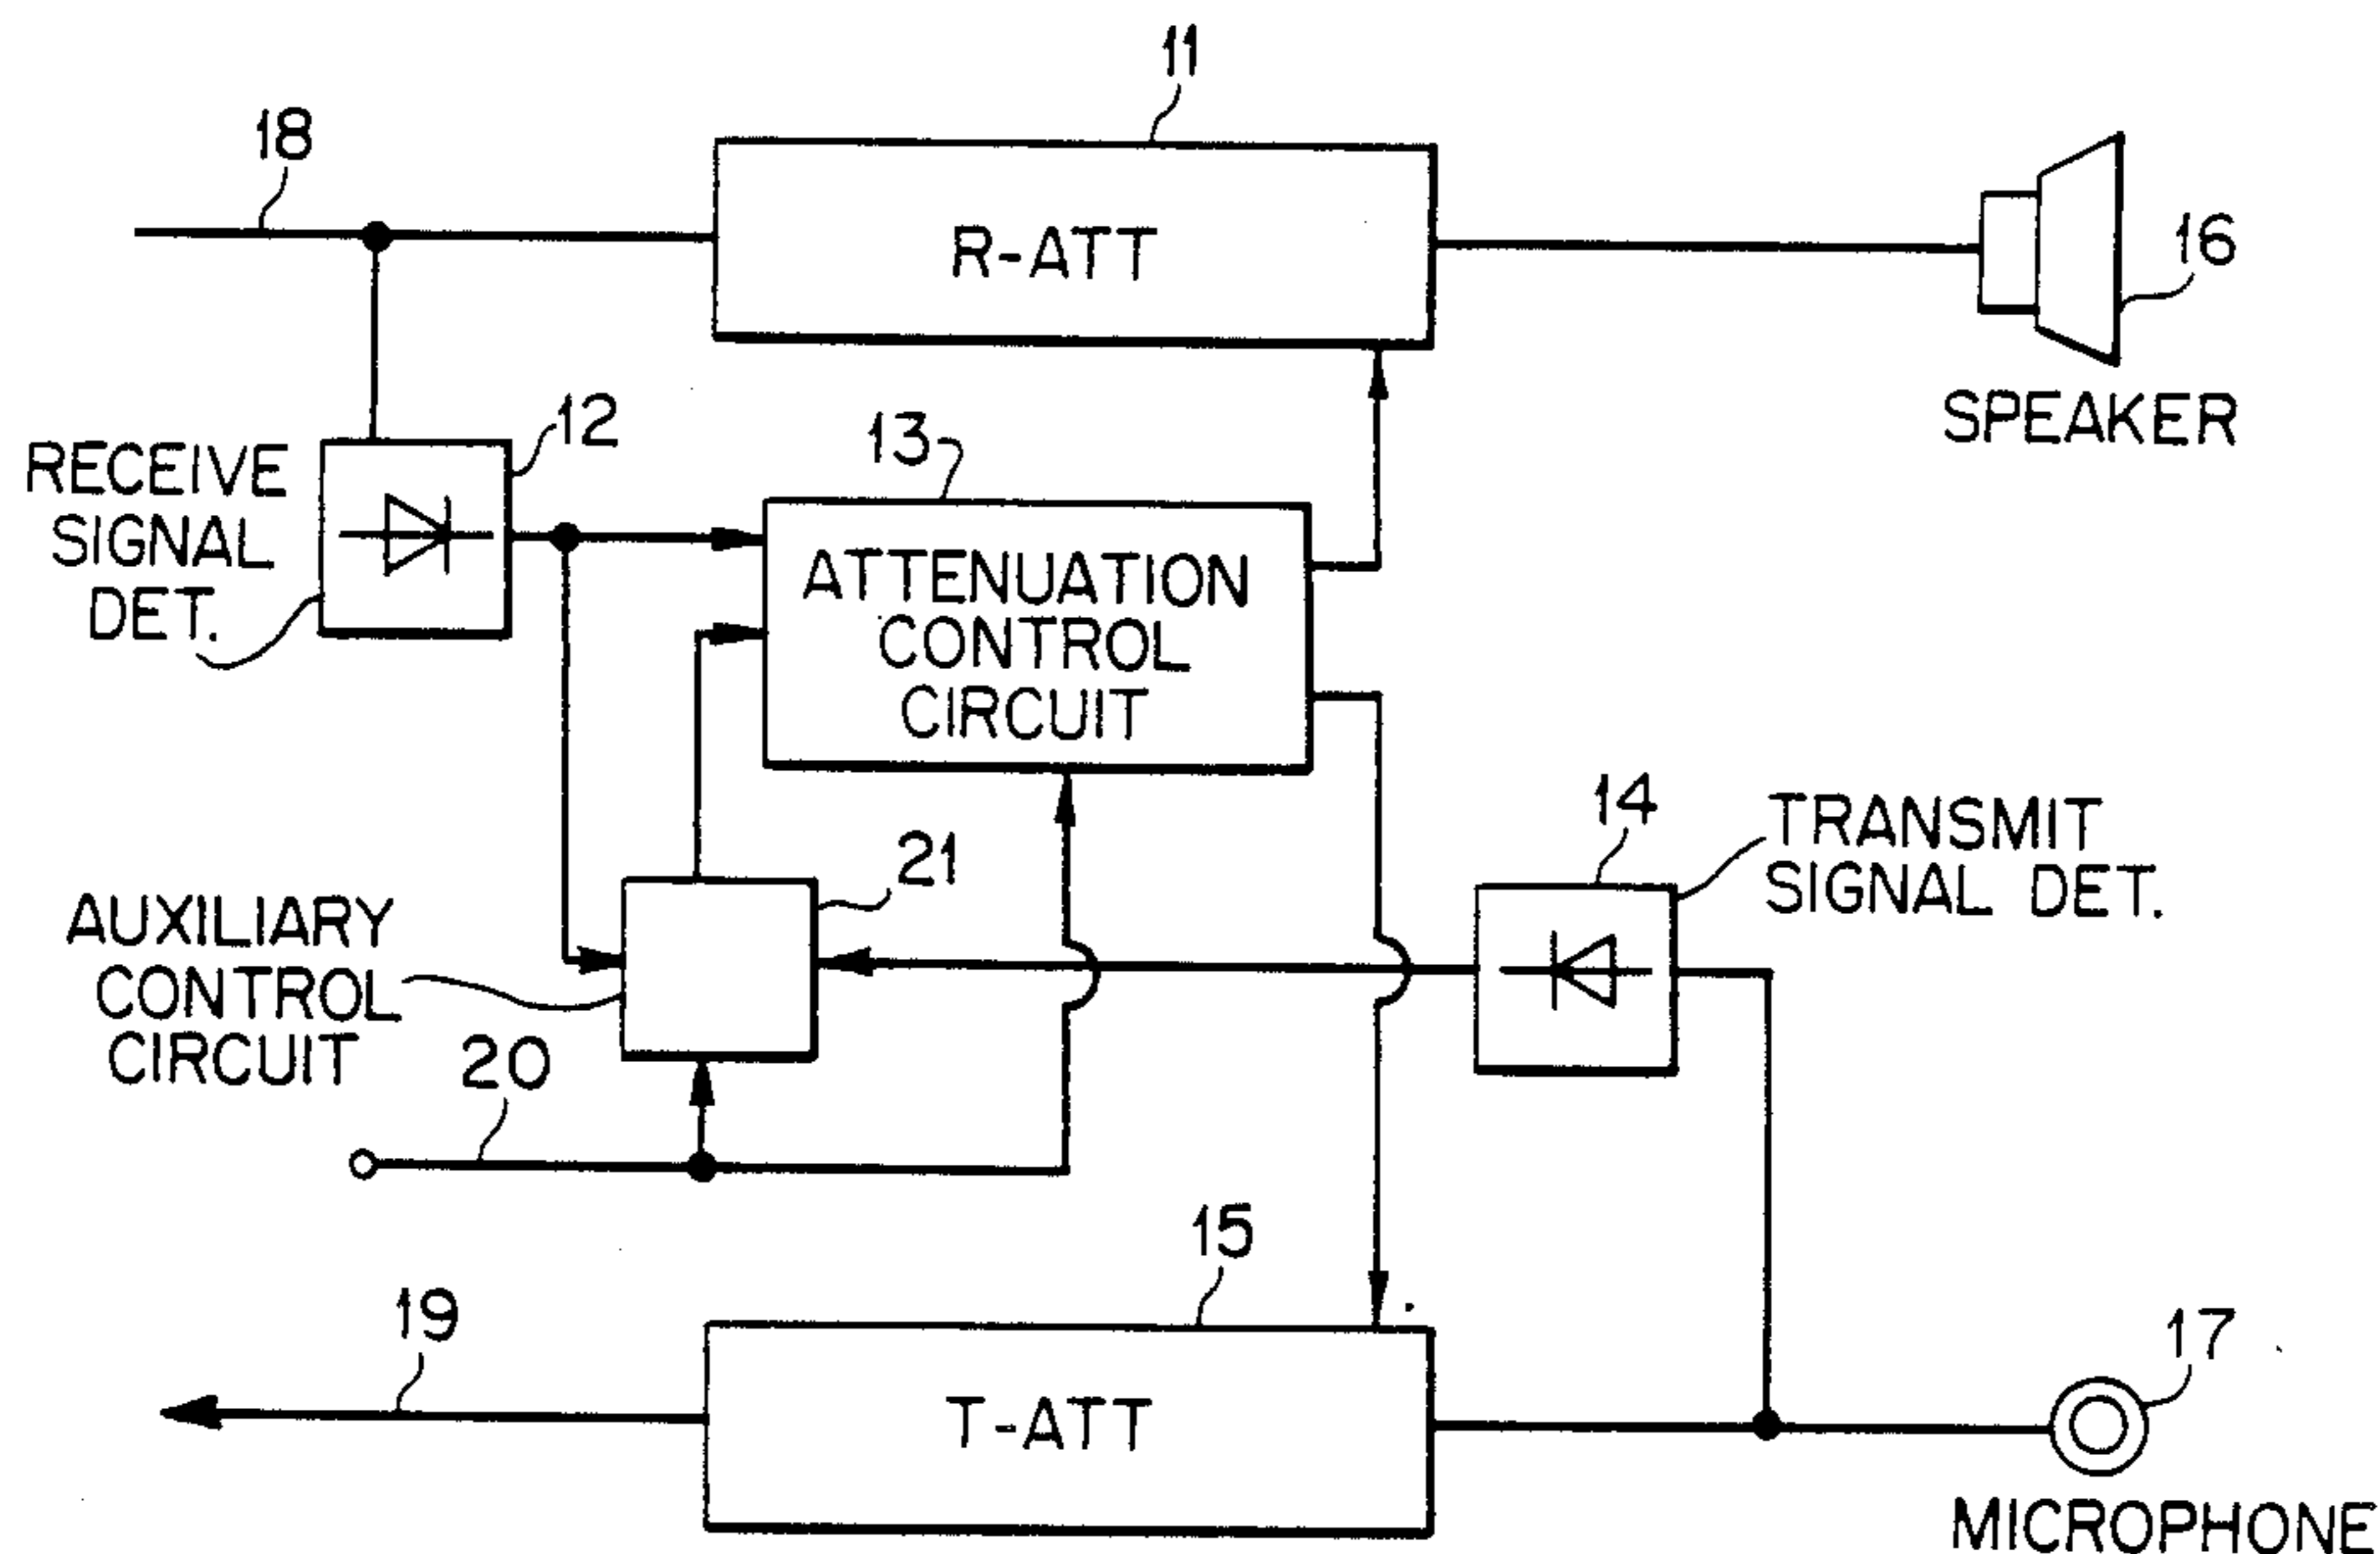 11
18
R-ATT
16
SPEAKER
12
RECEIVE
SIGNAL
DET.
13
ATTENUATION
CONTROL
CIRCUIT
14
TRANSMIT
SIGNAL DET.
21
AUXILIARY
CONTROL
CIRCUIT
20
15
19
T-ATT
17
MICROPHONE